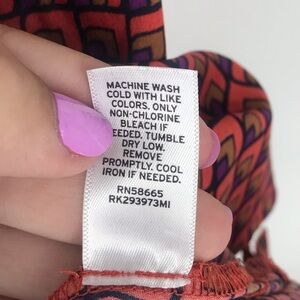 MACHINE WASH
COLD WITH LIKE
COLORS. ONLY
NON-CHLORINE
BLEACH IF
EEDED. TUMBLE
DRY LOW.
REMOVE
PROMPTLY. COOL
IRON IF NEEDED.
RN58665
RK293973MI